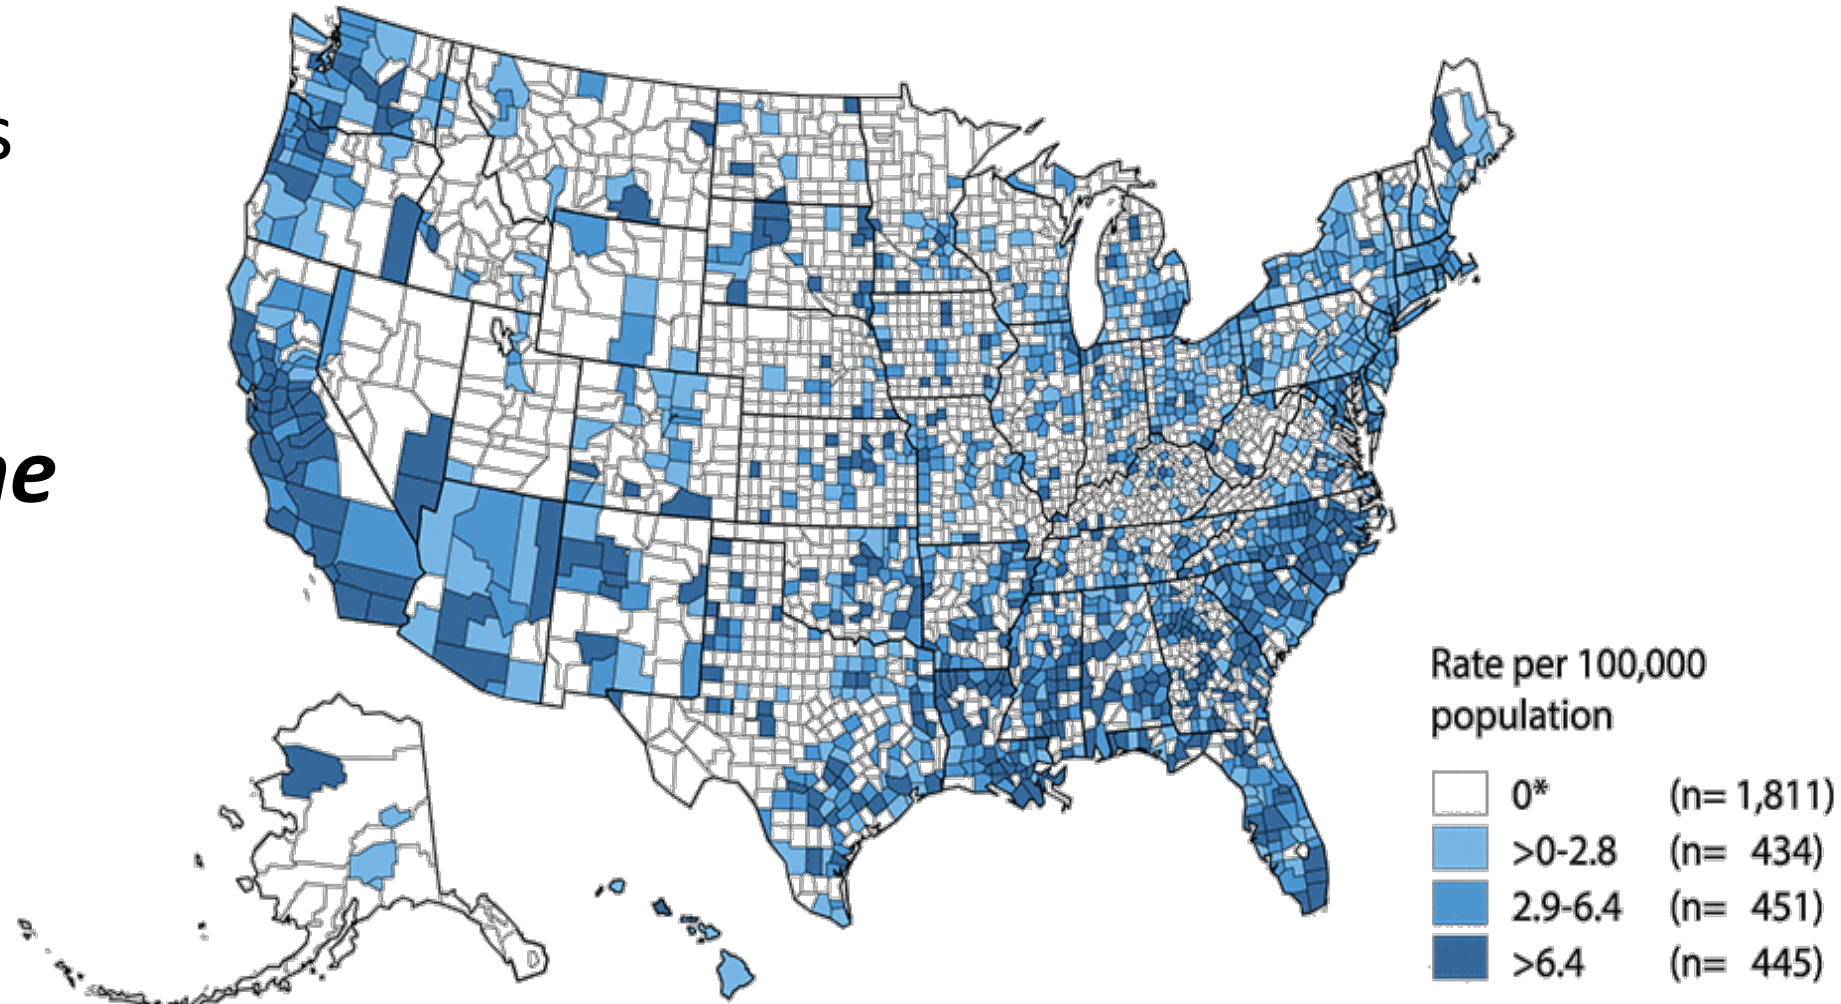 s
ne
Rate per 100,000
population
0* (n= 1,811)
>0-2.8 (n= 434)
2.9-6.4 (n= 451)
>6.4 (n= 445)